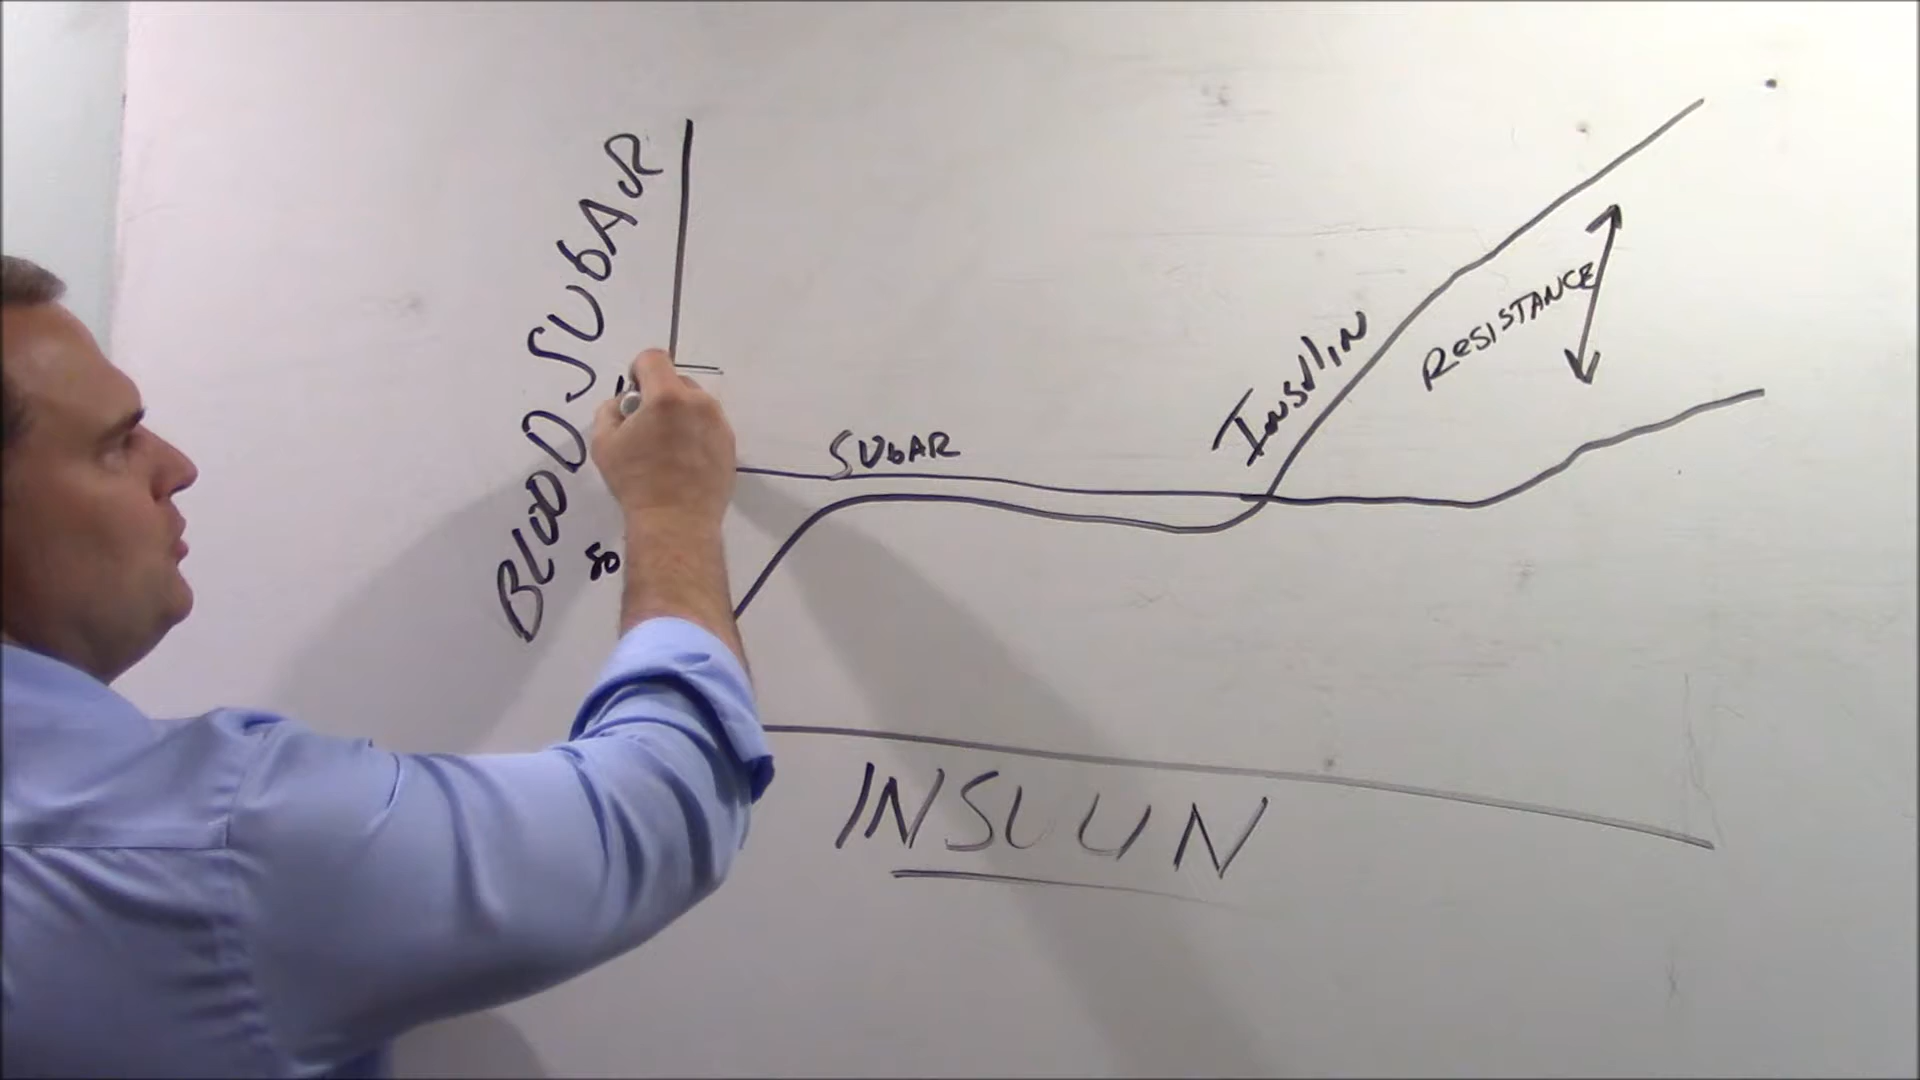 BLOOD SUGAR
80
SUGAR
INSULIN
RESISTANCE
INSULIN